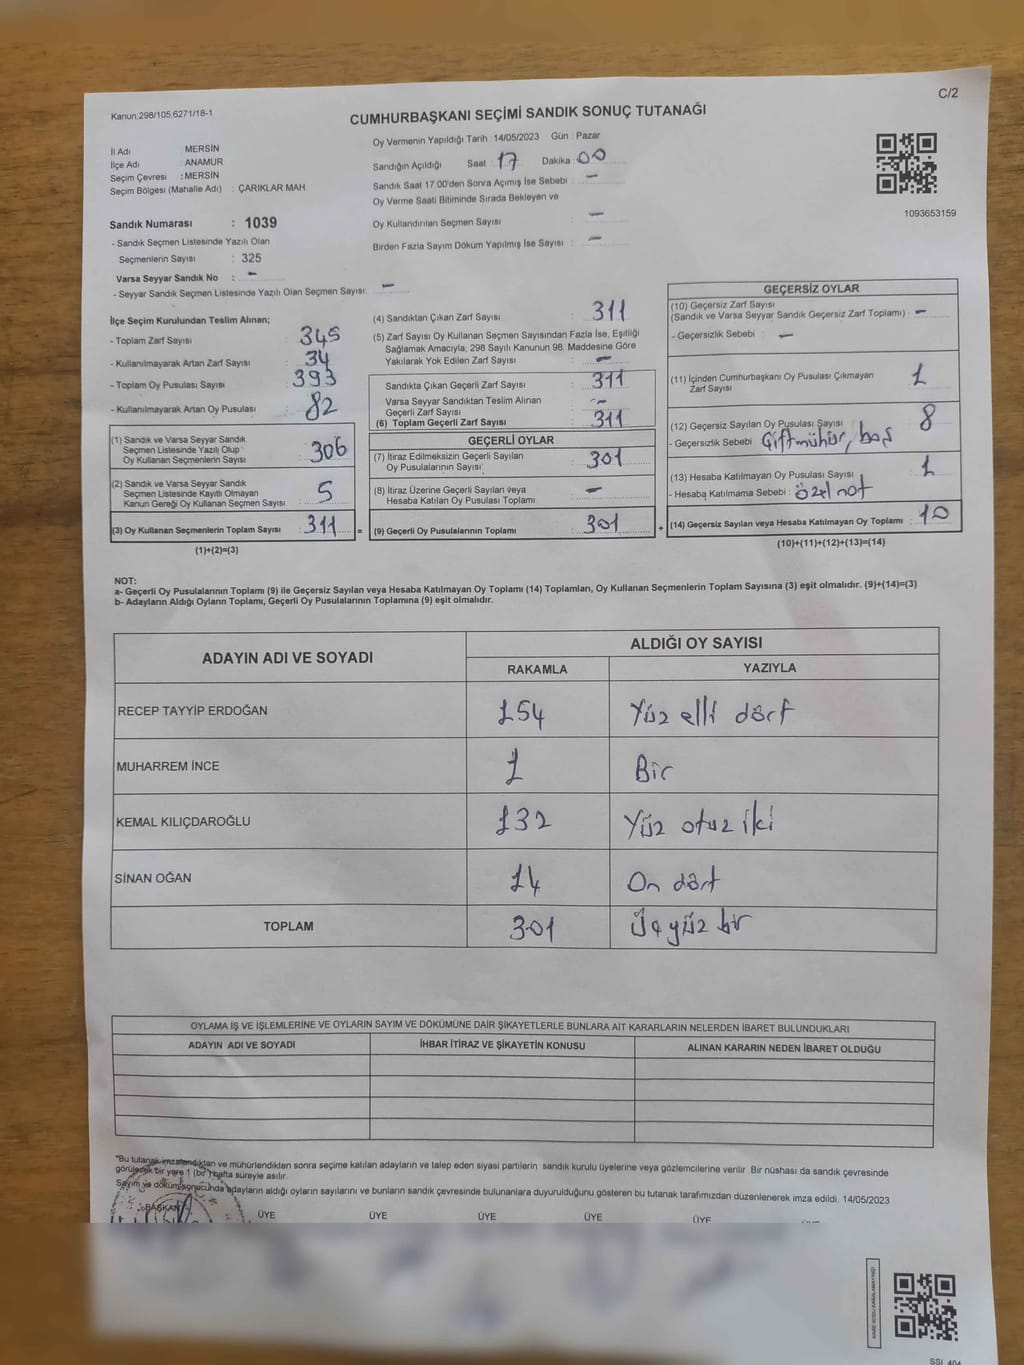 C/2
Kanun;298/105,6271/18-1
CUMHURBAŞKANI SEÇİMİ SANDIK SONUÇ TUTANAĞI
İl Adı MERSİN
İlçe Adı ANAMUR
Seçim Çevresi : MERSİN
Seçim Bölgesi (Mahalle Adı) : ÇARIKLAR MAH
Sandık Numarası : 1039
- Sandık Seçmen Listesinde Yazılı Olan
Seçmenlerin Sayısı : 325
Varsa Seyyar Sandık No : -
- Seyyar Sandık Seçmen Listesinde Yazılı Olan Seçmen Sayısı: -
Oy Vermenin Yapıldığı Tarih : 14/05/2023 Gün : Pazar
Sandığın Açıldığı Saat : 17 Dakika : 00
Sandık Saat 17:00'den Sonra Açımış İse Sebebi : -
Oy Verme Saati Bitiminde Sırada Bekleyen ve
Oy Kullandırılan Seçmen Sayısı : -
Birden Fazla Sayım Döküm Yapılmış İse Sayısı : -
1093653159
İlçe Seçim Kurulundan Teslim Alınan;
- Toplam Zarf Sayısı : 345
- Kullanılmayarak Artan Zarf Sayısı : 34
- Toplam Oy Pusulası Sayısı : 393
- Kullanılmayarak Artan Oy Pusulası : 82
(1) Sandık ve Varsa Seyyar Sandık
Seçmen Listesinde Yazılı Olup
Oy Kullanan Seçmenlerin Sayısı : 306
(2) Sandık ve Varsa Seyyar Sandık
Seçmen Listesinde Kayıtlı Olmayan
Kanun Gereği Oy Kullanan Seçmen Sayısı : 5
(3) Oy Kullanan Seçmenlerin Toplam Sayısı : 311 =
(1)+(2)=(3)
(4) Sandıktan Çıkan Zarf Sayısı : 311
(5) Zarf Sayısı Oy Kullanan Seçmen Sayısından Fazla İse, Eşitliği
Sağlamak Amacıyla, 298 Sayılı Kanunun 98. Maddesine Göre
Yakılarak Yok Edilen Zarf Sayısı : -
Sandıkta Çıkan Geçerli Zarf Sayısı : 311
Varsa Seyyar Sandıktan Teslim Alınan
Geçerli Zarf Sayısı : -
(6) Toplam Geçerli Zarf Sayısı : 311
GEÇERLİ OYLAR
(7) İtiraz Edilmeksizin Geçerli Sayılan
Oy Pusulalarının Sayısı : 301
(8) İtiraz Üzerine Geçerli Sayılan veya
Hesaba Katılan Oy Pusulası Toplamı : -
(9) Geçerli Oy Pusulalarının Toplamı : 301 +
GEÇERSİZ OYLAR
(10) Geçersiz Zarf Sayısı
(Sandık ve Varsa Seyyar Sandık Geçersiz Zarf Toplamı) : -
- Geçersizlik Sebebi : -
(11) İçinden Cumhurbaşkanı Oy Pusulası Çıkmayan
Zarf Sayısı : 1
(12) Geçersiz Sayılan Oy Pusulası Sayısı : 8
- Geçersizlik Sebebi : Çift mühür, boş
(13) Hesaba Katılmayan Oy Pusulası Sayısı : 1
- Hesaba Katılmama Sebebi : özel not
(14) Geçersiz Sayılan veya Hesaba Katılmayan Oy Toplamı : 10
(10)+(11)+(12)+(13)=(14)
NOT:
a- Geçerli Oy Pusulalarının Toplamı (9) ile Geçersiz Sayılan veya Hesaba Katılmayan Oy Toplamı (14) Toplamları, Oy Kullanan Seçmenlerin Toplam Sayısına (3) eşit olmalıdır. (9)+(14)=(3)
b- Adayların Aldığı Oyların Toplamı, Geçerli Oy Pusulalarının Toplamına (9) eşit olmalıdır.
ADAYIN ADI VE SOYADI ALDIĞI OY SAYISI
RAKAMLA YAZIYLA
RECEP TAYYİP ERDOĞAN 154 Yüz elli dört
MUHARREM İNCE 1 Bir
KEMAL KILIÇDAROĞLU 132 Yüz otuz iki
SİNAN OĞAN 14 On dört
TOPLAM 301 Üç yüz bir
OYLAMA İŞ VE İŞLEMLERİNE VE OYLARIN SAYIM VE DÖKÜMÜNE DAİR ŞİKAYETLERLE BUNLARA AİT KARARLARIN NELERDEN İBARET BULUNDUKLARI
ADAYIN ADI VE SOYADI İHBAR İTİRAZ VE ŞİKAYETİN KONUSU ALINAN KARARIN NEDEN İBARET OLDUĞU
*Bu tutanak imzalandıktan ve mühürlendikten sonra seçime katılan adayların ve talep eden siyasi partilerin sandık kurulu üyelerine veya gözlemcilerine verilir. Bir nüshası da sandık çevresinde
görülecek bir yere 1 (bir) hafta süreyle asılır.
Sayım ve döküm sonucunda adayların aldığı oyların sayılarını ve bunların sandık çevresinde bulunanlara duyurulduğunu gösteren bu tutanak tarafımızdan düzenlenerek imza edildi. 14/05/2023
BAŞKAN ÜYE ÜYE ÜYE ÜYE ÜYE